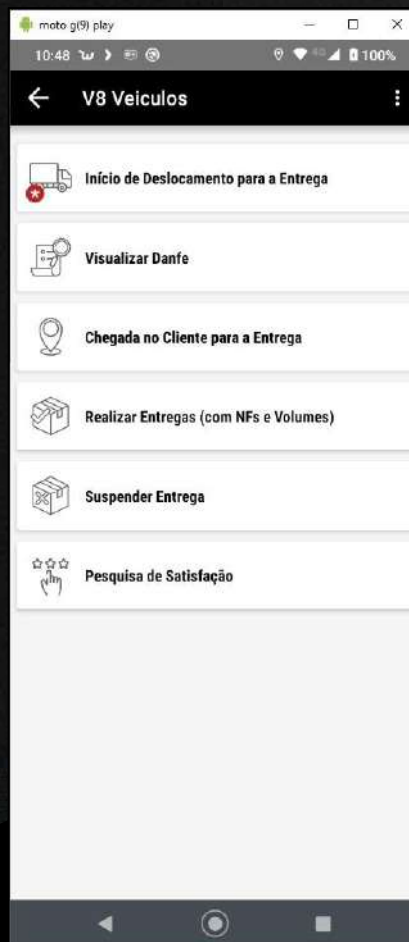 moto g(9) play
10:48 4G 100%
V8 Veiculos
Início de Deslocamento para a Entrega
Visualizar Danfe
Chegada no Cliente para a Entrega
Realizar Entregas (com NFs e Volumes)
Suspender Entrega
Pesquisa de Satisfação